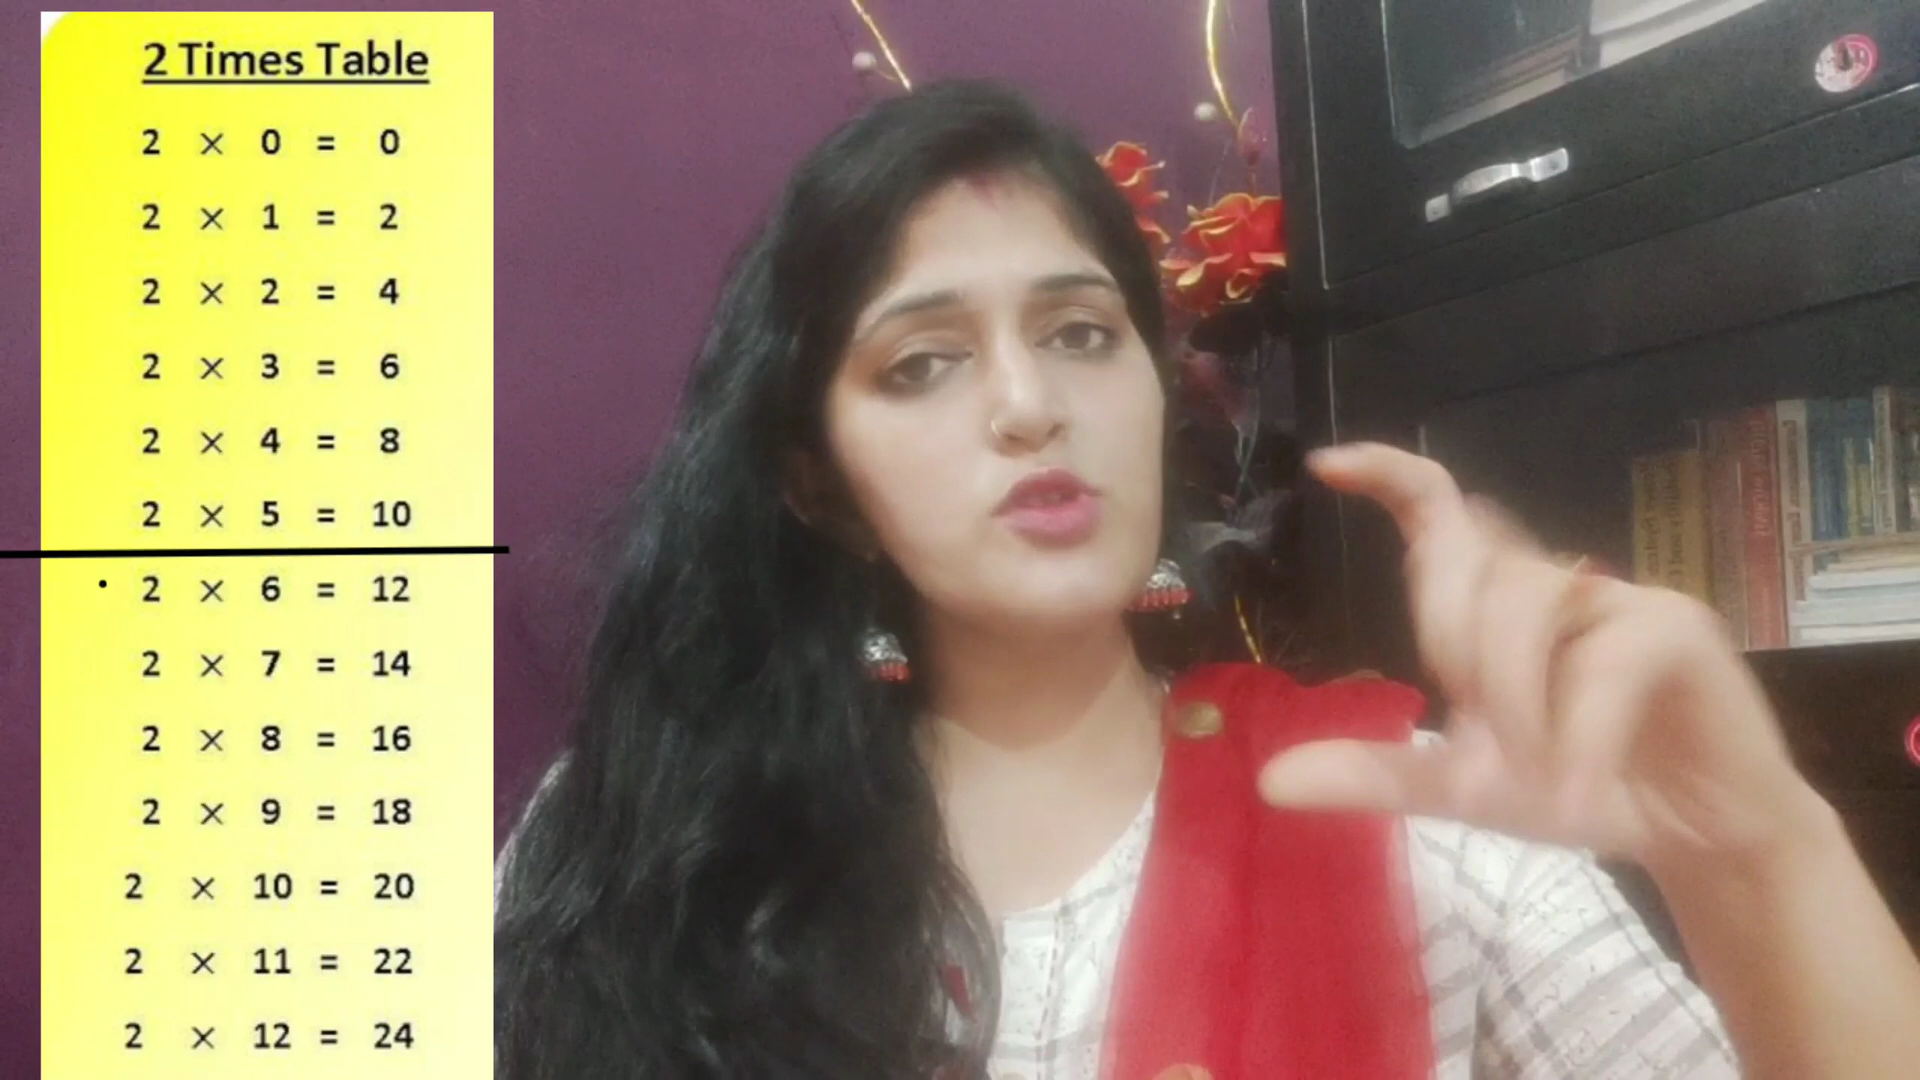 2 Times Table
2 × 0 = 0
2 × 1 = 2
2 × 2 = 4
2 × 3 = 6
2 × 4 = 8
2 × 5 = 10
2 × 6 = 12
2 × 7 = 14
2 × 8 = 16
2 × 9 = 18
2 × 10 = 20
2 × 11 = 22
2 × 12 = 24